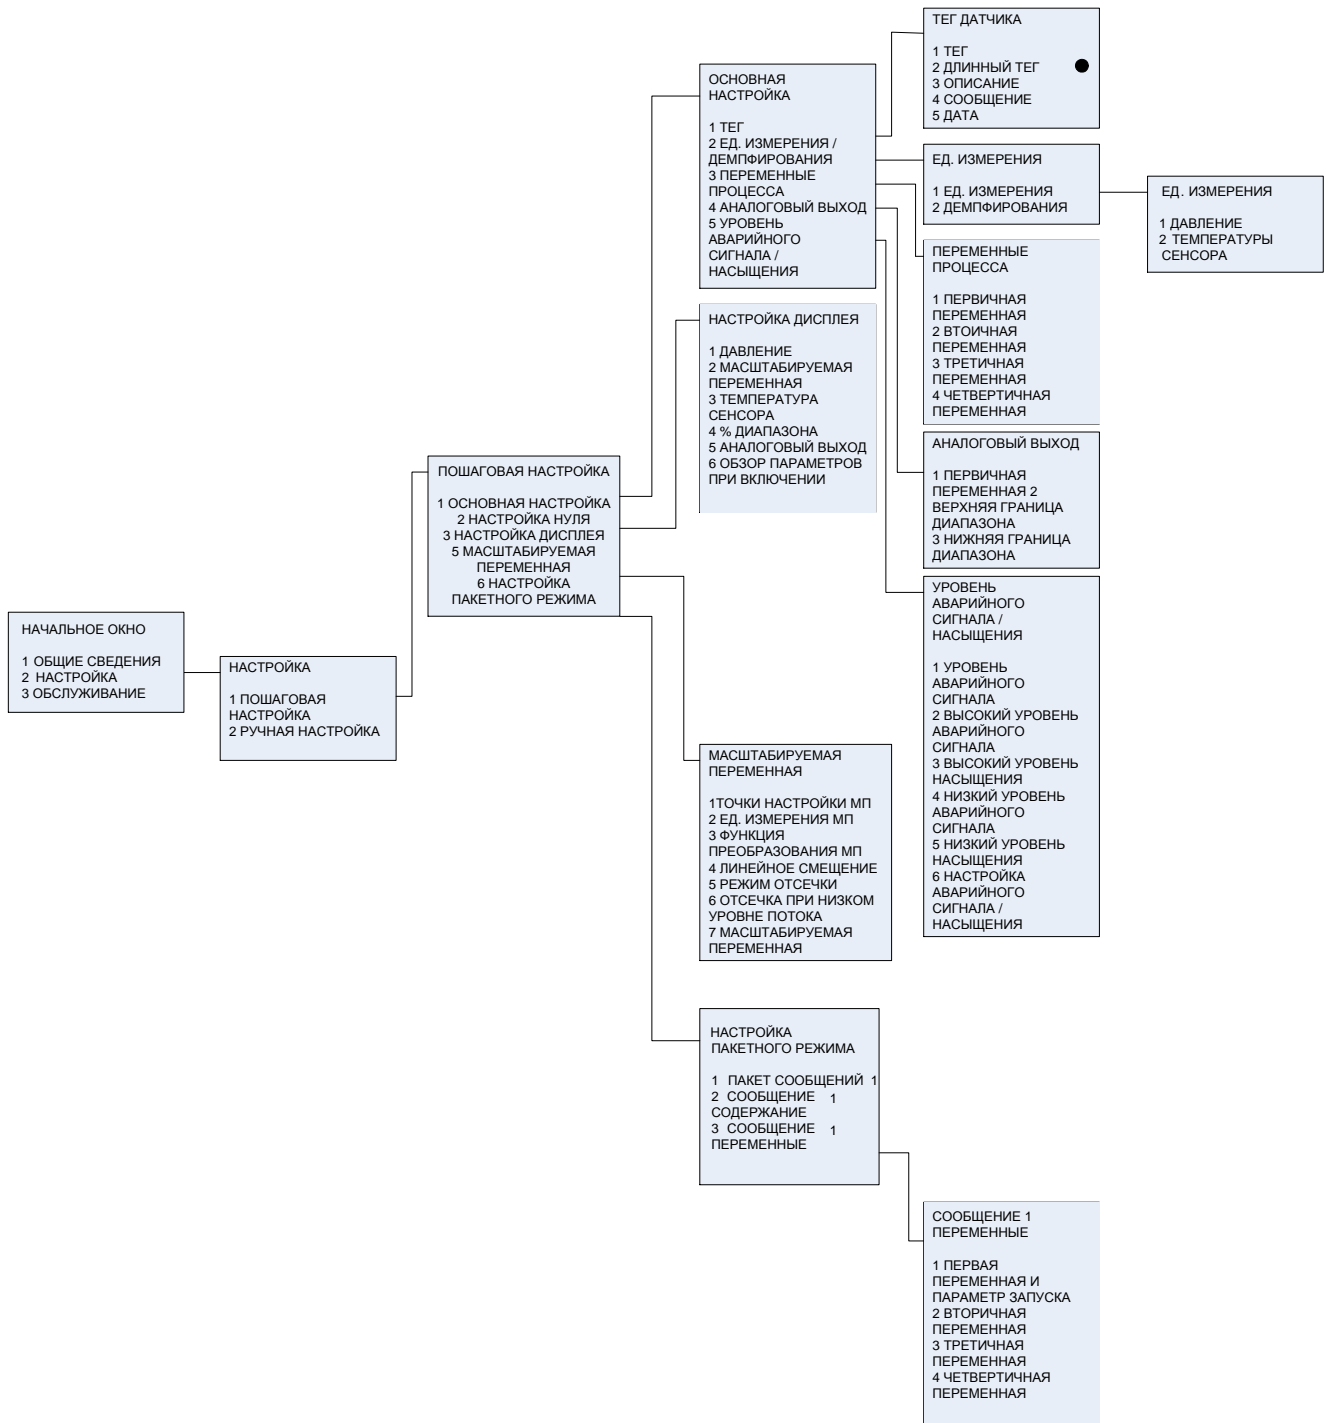 НАЧАЛЬНОЕ ОКНО
1 ОБЩИЕ СВЕДЕНИЯ
2 НАСТРОЙКА
3 ОБСЛУЖИВАНИЕ
НАСТРОЙКА
1 ПОШАГОВАЯ
НАСТРОЙКА
2 РУЧНАЯ НАСТРОЙКА
ПОШАГОВАЯ НАСТРОЙКА
1 ОСНОВНАЯ НАСТРОЙКА
2 НАСТРОЙКА НУЛЯ
3 НАСТРОЙКА ДИСПЛЕЯ
5 МАСШТАБИРУЕМАЯ
ПЕРЕМЕННАЯ
6 НАСТРОЙКА
ПАКЕТНОГО РЕЖИМА
ОСНОВНАЯ
НАСТРОЙКА
1 ТЕГ
2 ЕД. ИЗМЕРЕНИЯ /
ДЕМПФИРОВАНИЯ
3 ПЕРЕМЕННЫЕ
ПРОЦЕССА
4 АНАЛОГОВЫЙ ВЫХОД
5 УРОВЕНЬ
АВАРИЙНОГО
СИГНАЛА /
НАСЫЩЕНИЯ
НАСТРОЙКА ДИСПЛЕЯ
1 ДАВЛЕНИЕ
2 МАСШТАБИРУЕМАЯ
ПЕРЕМЕННАЯ
3 ТЕМПЕРАТУРА
СЕНСОРА
4 % ДИАПАЗОНА
5 АНАЛОГОВЫЙ ВЫХОД
6 ОБЗОР ПАРАМЕТРОВ
ПРИ ВКЛЮЧЕНИИ
МАСШТАБИРУЕМАЯ
ПЕРЕМЕННАЯ
1ТОЧКИ НАСТРОЙКИ МП
2 ЕД. ИЗМЕРЕНИЯ МП
3 ФУНКЦИЯ
ПРЕОБРАЗОВАНИЯ МП
4 ЛИНЕЙНОЕ СМЕЩЕНИЕ
5 РЕЖИМ ОТСЕЧКИ
6 ОТСЕЧКА ПРИ НИЗКОМ
УРОВНЕ ПОТОКА
7 МАСШТАБИРУЕМАЯ
ПЕРЕМЕННАЯ
НАСТРОЙКА
ПАКЕТНОГО РЕЖИМА
1 ПАКЕТ СООБЩЕНИЙ 1
2 СООБЩЕНИЕ 1
СОДЕРЖАНИЕ
3 СООБЩЕНИЕ 1
ПЕРЕМЕННЫЕ
ТЕГ ДАТЧИКА
1 ТЕГ
2 ДЛИННЫЙ ТЕГ ●
3 ОПИСАНИЕ
4 СООБЩЕНИЕ
5 ДАТА
ЕД. ИЗМЕРЕНИЯ
1 ЕД. ИЗМЕРЕНИЯ
2 ДЕМПФИРОВАНИЯ
ЕД. ИЗМЕРЕНИЯ
1 ДАВЛЕНИЕ
2 ТЕМПЕРАТУРЫ
СЕНСОРА
ПЕРЕМЕННЫЕ
ПРОЦЕССА
1 ПЕРВИЧНАЯ
ПЕРЕМЕННАЯ
2 ВТОИЧНАЯ
ПЕРЕМЕННАЯ
3 ТРЕТИЧНАЯ
ПЕРЕМЕННАЯ
4 ЧЕТВЕРТИЧНАЯ
ПЕРЕМЕННАЯ
АНАЛОГОВЫЙ ВЫХОД
1 ПЕРВИЧНАЯ
ПЕРЕМЕННАЯ 2
ВЕРХНЯЯ ГРАНИЦА
ДИАПАЗОНА
3 НИЖНЯЯ ГРАНИЦА
ДИАПАЗОНА
УРОВЕНЬ
АВАРИЙНОГО
СИГНАЛА /
НАСЫЩЕНИЯ
1 УРОВЕНЬ
АВАРИЙНОГО
СИГНАЛА
2 ВЫСОКИЙ УРОВЕНЬ
АВАРИЙНОГО
СИГНАЛА
3 ВЫСОКИЙ УРОВЕНЬ
НАСЫЩЕНИЯ
4 НИЗКИЙ УРОВЕНЬ
АВАРИЙНОГО
СИГНАЛА
5 НИЗКИЙ УРОВЕНЬ
НАСЫЩЕНИЯ
6 НАСТРОЙКА
АВАРИЙНОГО
СИГНАЛА /
НАСЫЩЕНИЯ
СООБЩЕНИЕ 1
ПЕРЕМЕННЫЕ
1 ПЕРВАЯ
ПЕРЕМЕННАЯ И
ПАРАМЕТР ЗАПУСКА
2 ВТОРИЧНАЯ
ПЕРЕМЕННАЯ
3 ТРЕТИЧНАЯ
ПЕРЕМЕННАЯ
4 ЧЕТВЕРТИЧНАЯ
ПЕРЕМЕННАЯ